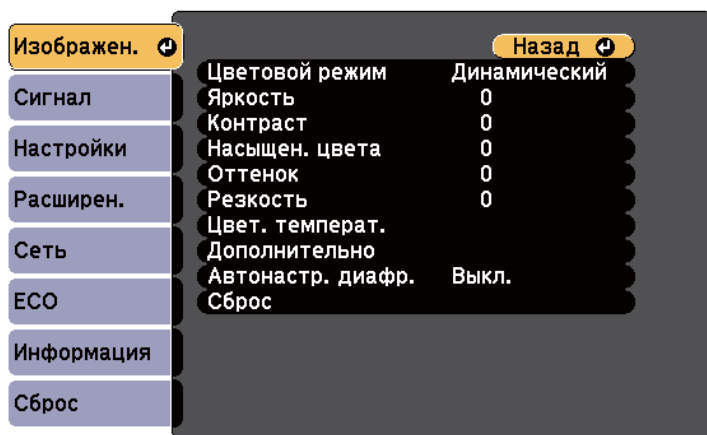 Изображен.
Назад
Цветовой режим Динамический
Сигнал
Яркость 0
Контраст 0
Настройки
Насыщен. цвета 0
Оттенок 0
Расширен.
Резкость 0
Цвет. температ.
Сеть
Дополнительно
Автонастр. диафр. Выкл.
ECO
Сброс
Информация
Сброс